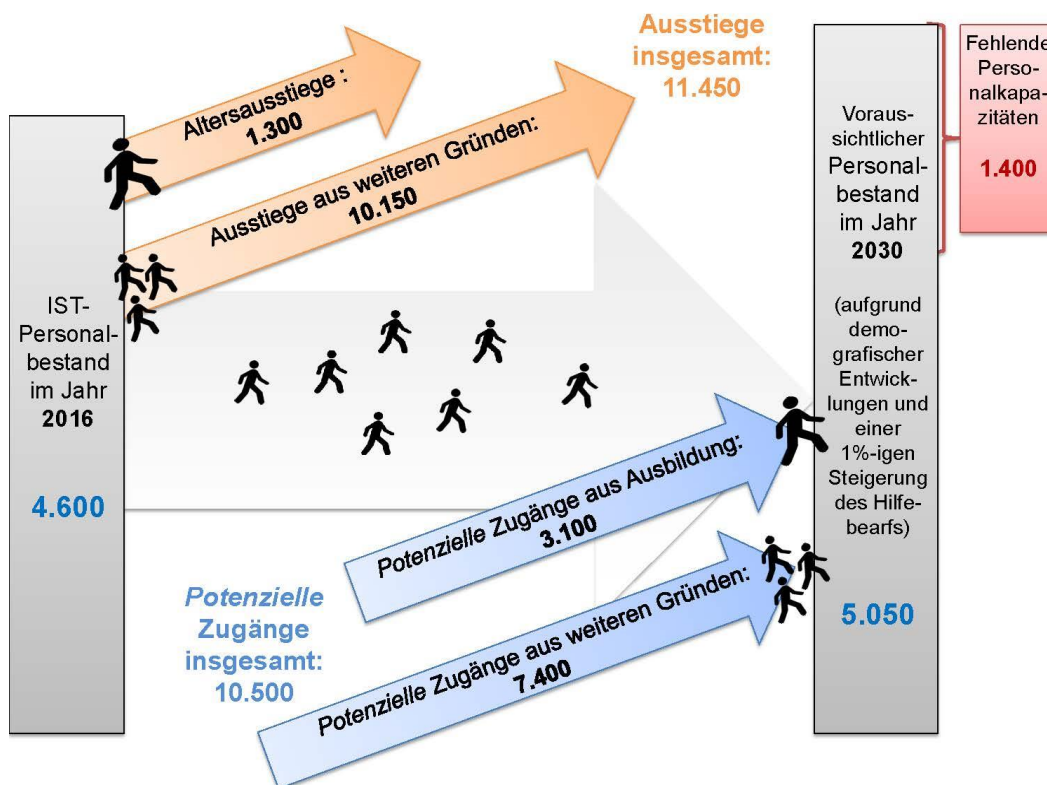 Altersausstiege :
1.300
Ausstiege aus weiteren Gründen:
10.150
Ausstiege
insgesamt:
11.450
IST-
Personal-
bestand
im Jahr
2016
4.600
Potenzielle
Zugänge
insgesamt:
10.500
Potenzielle Zugänge aus Ausbildung:
3.100
Potenzielle Zugänge aus weiteren Gründen:
7.400
Voraus-
sichtlicher
Personal-
bestand
im Jahr
2030
(aufgrund
demo-
grafischer
Entwick-
lungen und
einer
1%-igen
Steigerung
des Hilfe-
bearfs)
5.050
Fehlende
Perso-
nalkapa-
zitäten
1.400